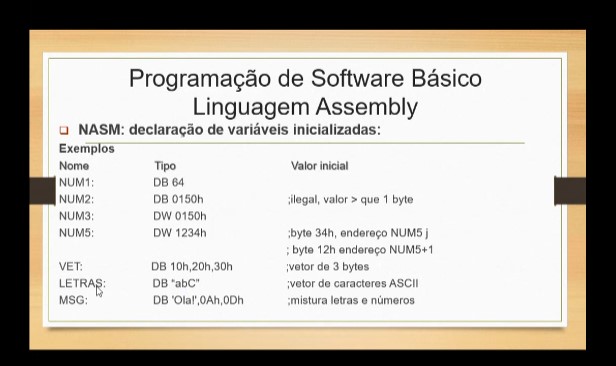 Programação de Software Básico
Linguagem Assembly
NASM: declaração de variáveis inicializadas:
Exemplos
Nome Tipo Valor inicial
NUM1: DB 64
NUM2: DB 0150h ;ilegal, valor > que 1 byte
NUM3: DW 0150h
NUM5: DW 1234h ;byte 34h, endereço NUM5 j
; byte 12h endereço NUM5+1
VET: DB 10h,20h,30h ;vetor de 3 bytes
LETRAS: DB "abC" ;vetor de caracteres ASCII
MSG: DB 'Ola!',0Ah,0Dh ;mistura letras e números